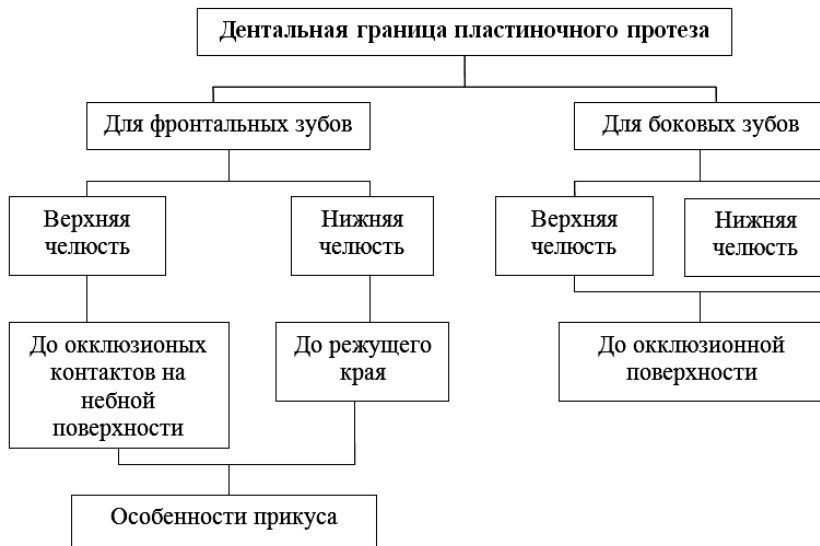 Дентальная граница пластиночного протеза
Для фронтальных зубов
Для боковых зубов
Верхняя
челюсть
Нижняя
челюсть
Верхняя
челюсть
Нижняя
челюсть
До окклюзионых
контактов на
небной
поверхности
До режущего
края
До окклюзионной
поверхности
Особенности прикуса